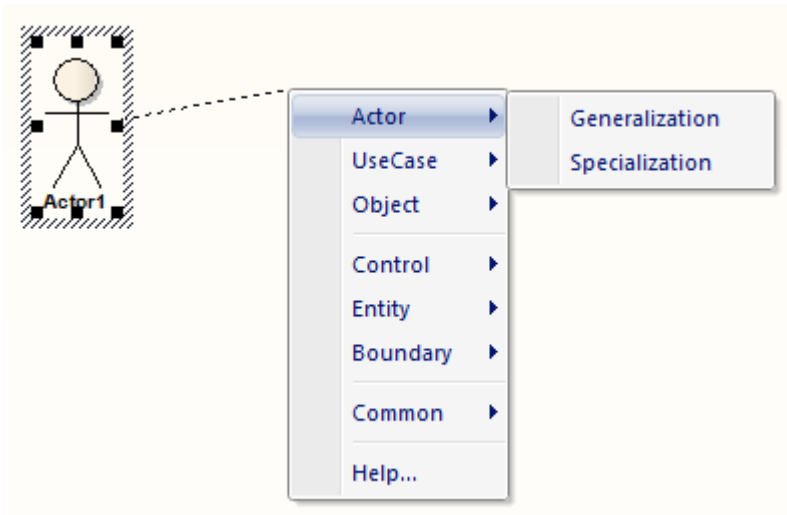 Actor1
Actor
UseCase
Object
Control
Entity
Boundary
Common
Help...
Generalization
Specialization